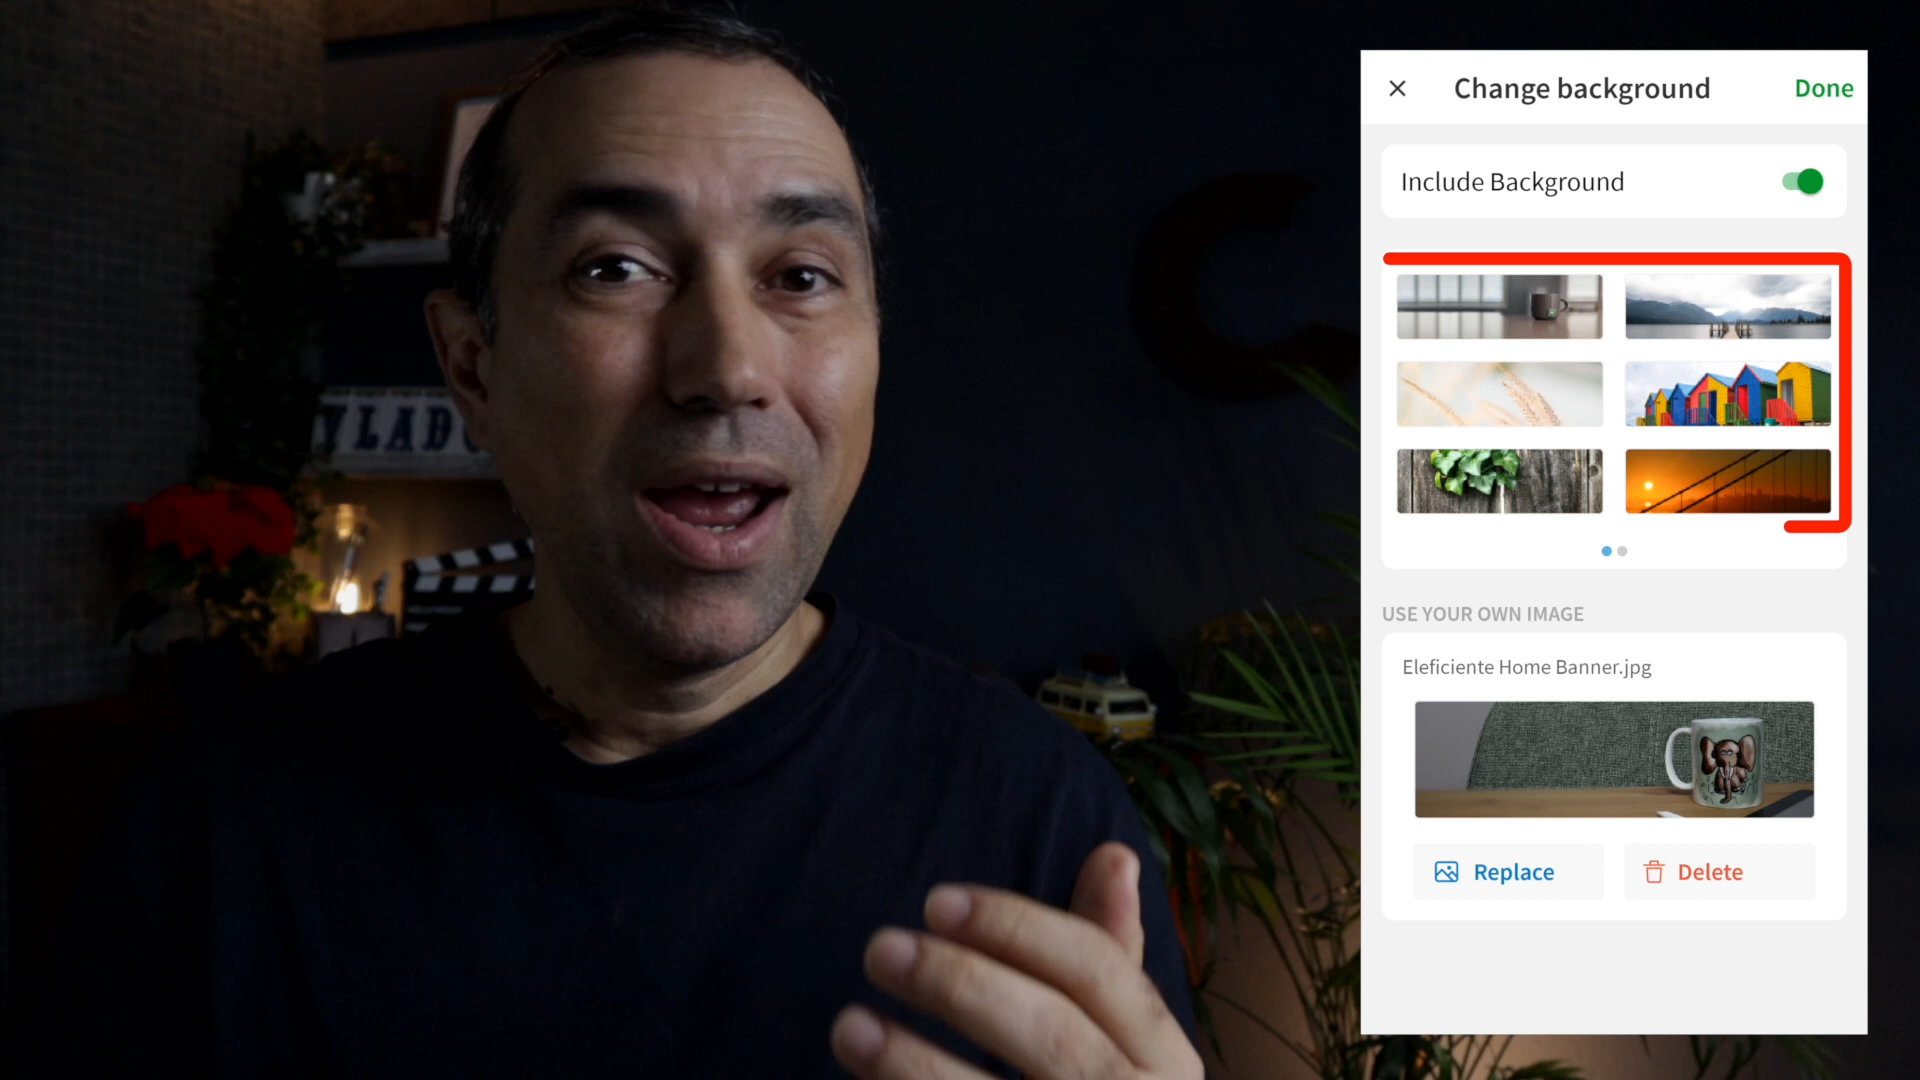 Change background
Done
Include Background
USE YOUR OWN IMAGE
Eleficiente Home Banner.jpg
Replace
Delete